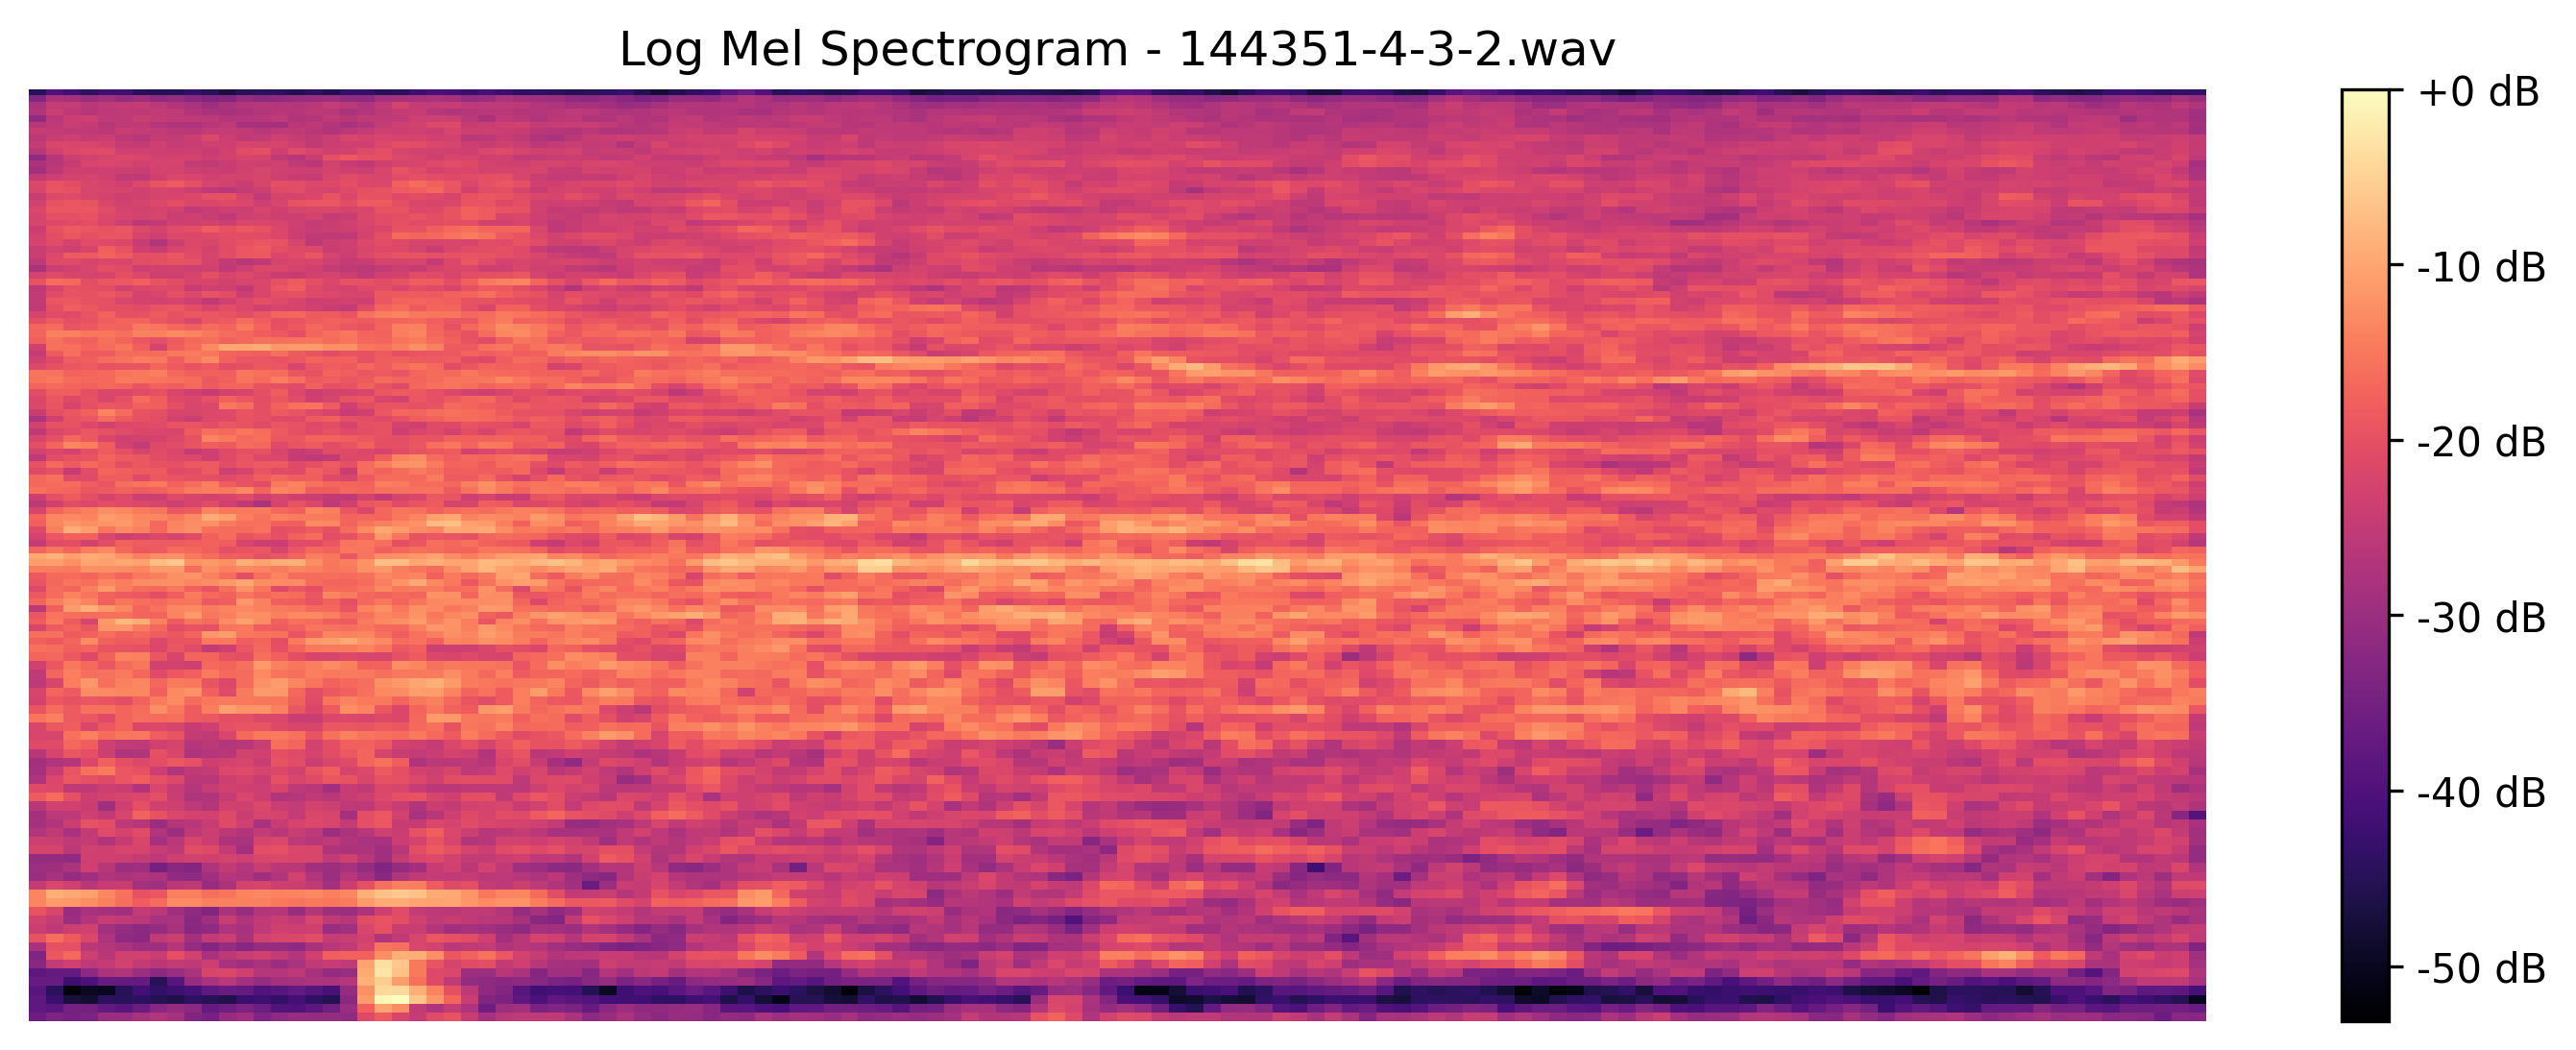 Log Mel Spectrogram - 144351-4-3-2.wav
+0 dB
-10 dB
-20 dB
-30 dB
-40 dB
-50 dB